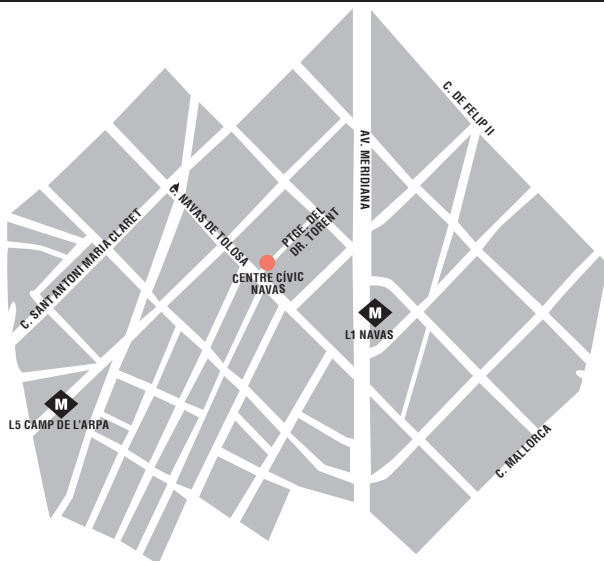 C. DE FELIP II
AV. MERIDIANA
C. NAVAS DE TOLOSA
C. SANT ANTONI MARIA CLARET
PTGE. DEL
DR. TORENT
CENTRE CÍVIC
NAVAS
M
L1 NAVAS
M
L5 CAMP DE L'ARPA
C. MALLORCA